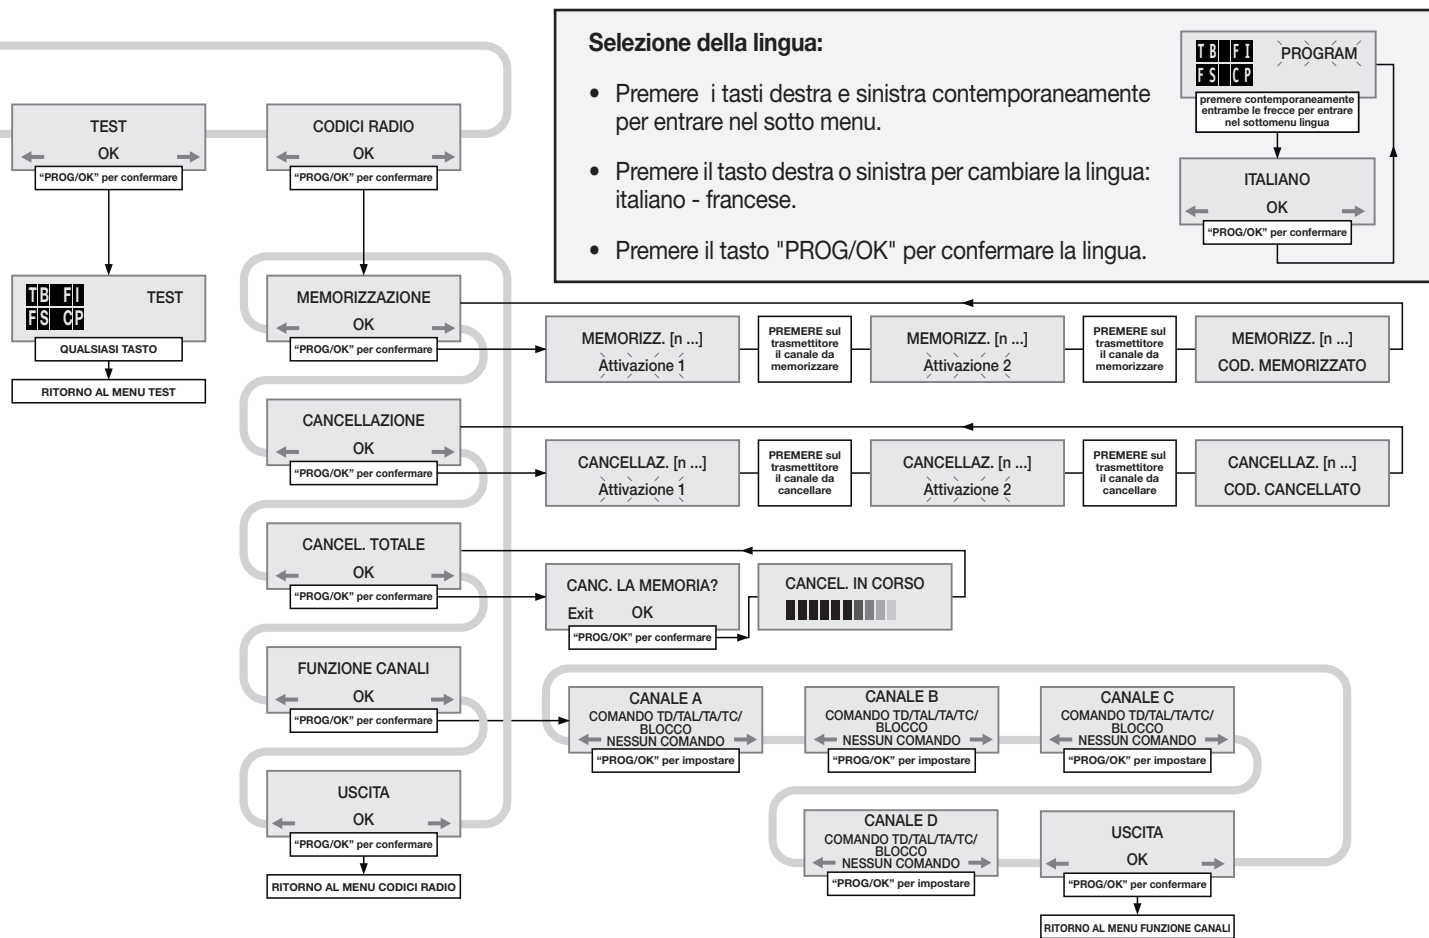 Selezione della lingua:
• Premere i tasti destra e sinistra contemporaneamente
per entrare nel sotto menu.
• Premere il tasto destra o sinistra per cambiare la lingua:
italiano - francese.
• Premere il tasto "PROG/OK" per confermare la lingua.
TB FI
FS CP
PROGRAM
premere contemporaneamente
entrambe le frecce per entrare
nel sottomenu lingua
ITALIANO
OK
“PROG/OK” per confermare
TEST
OK
“PROG/OK” per confermare
CODICI RADIO
OK
“PROG/OK” per confermare
TB FI
FS CP
TEST
QUALSIASI TASTO
RITORNO AL MENU TEST
MEMORIZZAZIONE
OK
“PROG/OK” per confermare
MEMORIZZ. [n ...]
Attivazione 1
PREMERE sul
trasmettitore
il canale da
memorizzare
MEMORIZZ. [n ...]
Attivazione 2
PREMERE sul
trasmettitore
il canale da
memorizzare
MEMORIZZ. [n ...]
COD. MEMORIZZATO
CANCELLAZIONE
OK
“PROG/OK” per confermare
CANCELLAZ. [n ...]
Attivazione 1
PREMERE sul
trasmettitore
il canale da
cancellare
CANCELLAZ. [n ...]
Attivazione 2
PREMERE sul
trasmettitore
il canale da
cancellare
CANCELLAZ. [n ...]
COD. CANCELLATO
CANCEL. TOTALE
OK
“PROG/OK” per confermare
CANC. LA MEMORIA?
Exit OK
“PROG/OK” per confermare
CANCEL. IN CORSO
FUNZIONE CANALI
OK
“PROG/OK” per confermare
CANALE A
COMANDO TD/TAL/TA/TC/
BLOCCO
NESSUN COMANDO
“PROG/OK” per impostare
CANALE B
COMANDO TD/TAL/TA/TC/
BLOCCO
NESSUN COMANDO
“PROG/OK” per impostare
CANALE C
COMANDO TD/TAL/TA/TC/
BLOCCO
NESSUN COMANDO
“PROG/OK” per impostare
USCITA
OK
“PROG/OK” per confermare
RITORNO AL MENU CODICI RADIO
CANALE D
COMANDO TD/TAL/TA/TC/
BLOCCO
NESSUN COMANDO
“PROG/OK” per impostare
USCITA
OK
“PROG/OK” per confermare
RITORNO AL MENU FUNZIONE CANALI